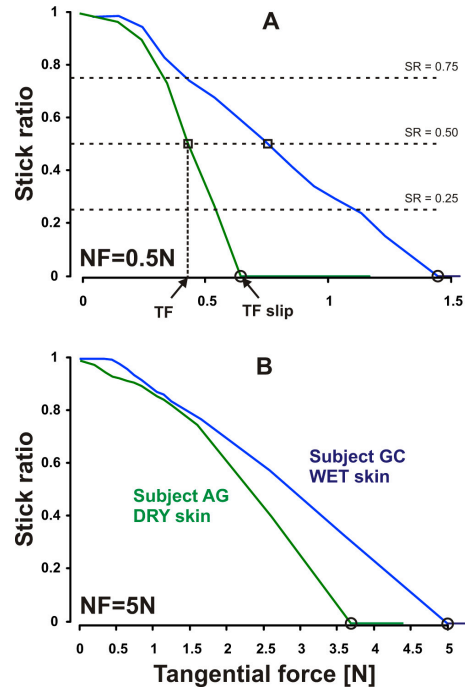 A
Stick ratio
1
0.8
0.6
0.4
0.2
0
SR = 0.75
SR = 0.50
SR = 0.25
NF=0.5N
0 0.5 1 1.5
TF TF slip
B
Stick ratio
1
0.8
0.6
0.4
0.2
0
Subject GC
WET skin
Subject AG
DRY skin
NF=5N
0 0.5 1 1.5 2 2.5 3 3.5 4 4.5 5
Tangential force [N]